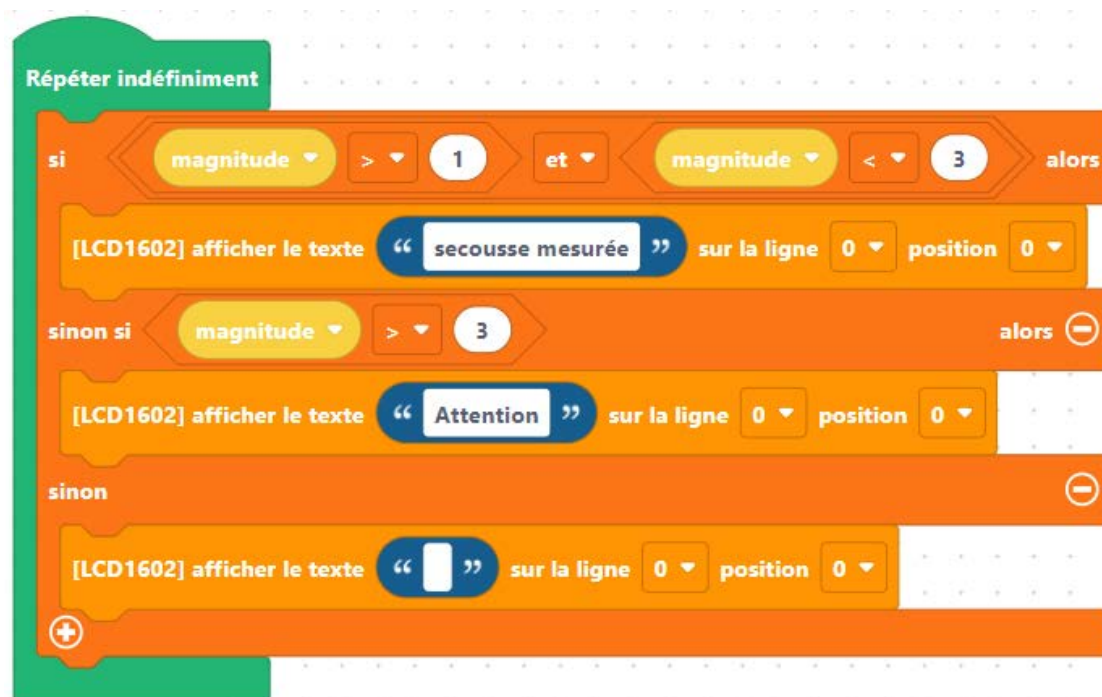 Répéter indéfiniment
si magnitude > 1 et magnitude < 3 alors
[LCD1602] afficher le texte “ secousse mesurée ” sur la ligne 0 position 0
sinon si magnitude > 3 alors
[LCD1602] afficher le texte “ Attention ” sur la ligne 0 position 0
sinon
[LCD1602] afficher le texte “ ” sur la ligne 0 position 0